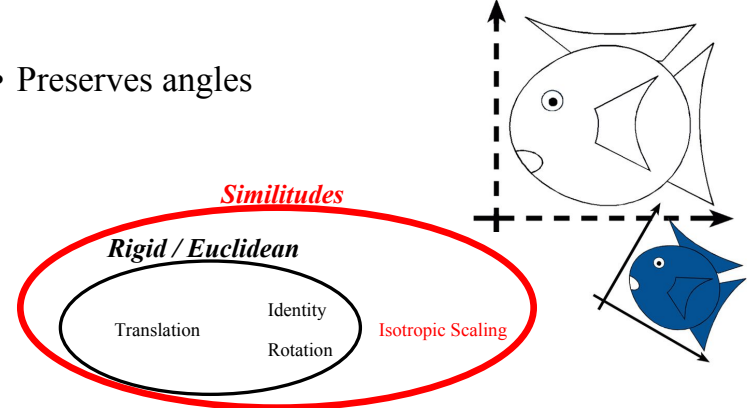 • Preserves angles
Similitudes
Rigid / Euclidean
Translation
Identity
Rotation
Isotropic Scaling